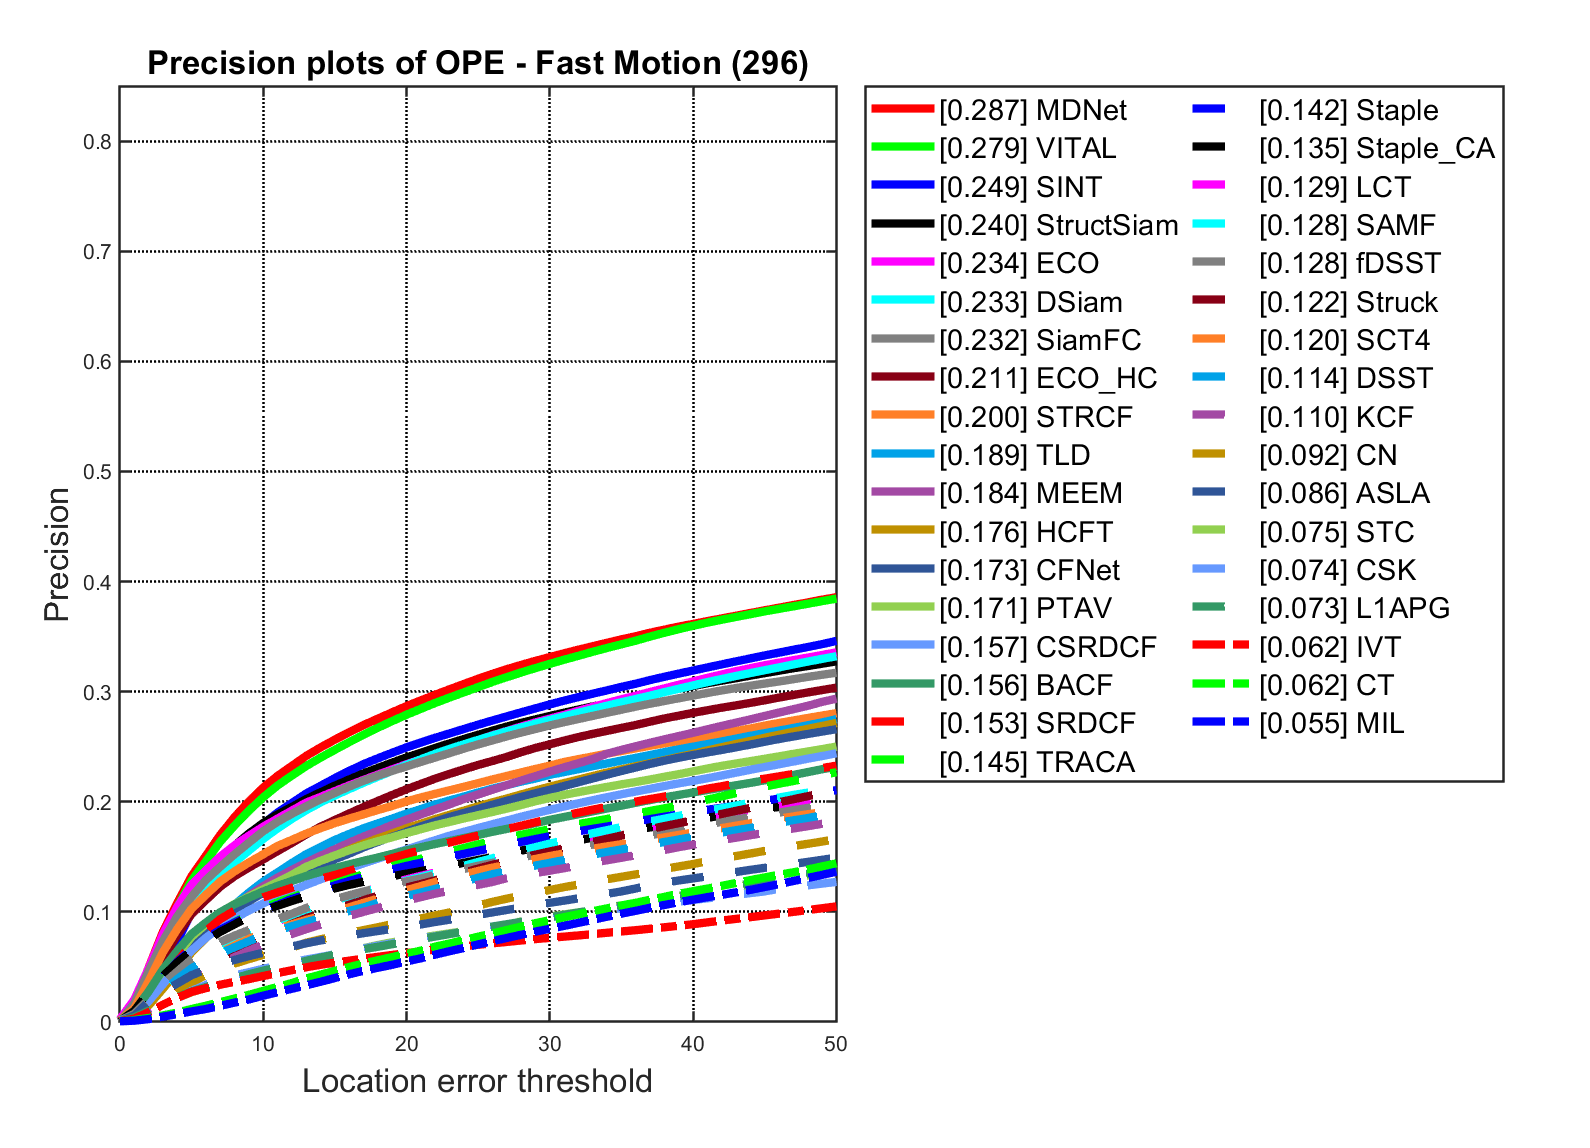 Precision plots of OPE - Fast Motion (296)
0.8
0.7
0.6
0.5
0.4
0.3
0.2
0.1
0
0 10 20 30 40 50
Precision
Location error threshold
[0.287] MDNet
[0.279] VITAL
[0.249] SINT
[0.240] StructSiam
[0.234] ECO
[0.233] DSiam
[0.232] SiamFC
[0.211] ECO_HC
[0.200] STRCF
[0.189] TLD
[0.184] MEEM
[0.176] HCFT
[0.173] CFNet
[0.171] PTAV
[0.157] CSRDCF
[0.156] BACF
[0.153] SRDCF
[0.145] TRACA
[0.142] Staple
[0.135] Staple_CA
[0.129] LCT
[0.128] SAMF
[0.128] fDSST
[0.122] Struck
[0.120] SCT4
[0.114] DSST
[0.110] KCF
[0.092] CN
[0.086] ASLA
[0.075] STC
[0.074] CSK
[0.073] L1APG
[0.062] IVT
[0.062] CT
[0.055] MIL